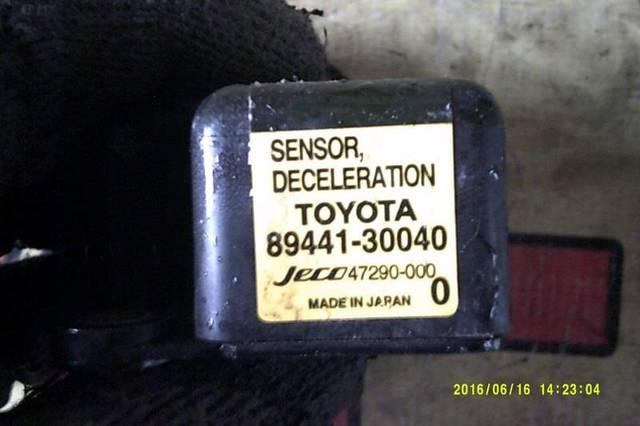 SENSOR,
DECELERATION
TOYOTA
89441-30040
Jeco 47290-000
MADE IN JAPAN 0
2016/06/16 14:23:04